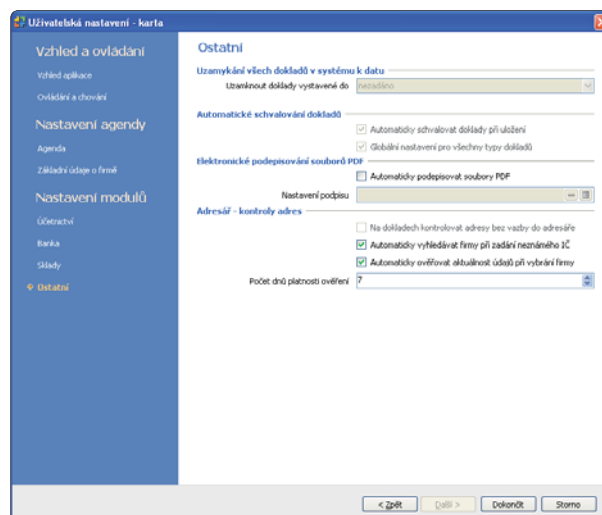 Uživatelská nastavení - karta
Vzhled a ovládání
Vzhled aplikace
Ovládání a chování
Nastavení agendy
Agenda
Základní údaje o firmě
Nastavení modulů
Účetnictví
Banka
Sklady
Ostatní
Ostatní
Uzamykání všech dokladů v systému k datu
Uzamknout doklady vystavené do nezadáno
Automatické schvalování dokladů
Automaticky schvalovat doklady při uložení
Globální nastavení pro všechny typy dokladů
Elektronické podepisování souborů PDF
Automaticky podepisovat soubory PDF
Nastavení podpisu
Adresář - kontroly adres
Na dokladech kontrolovat adresy bez vazby do adresáře
Automaticky vyhledávat firmy při zadání neznámého IČ
Automaticky ověřovat aktuálnost údajů při vybrání firmy
Počet dnů platnosti ověření 7
< Zpět Další > Dokončit Storno